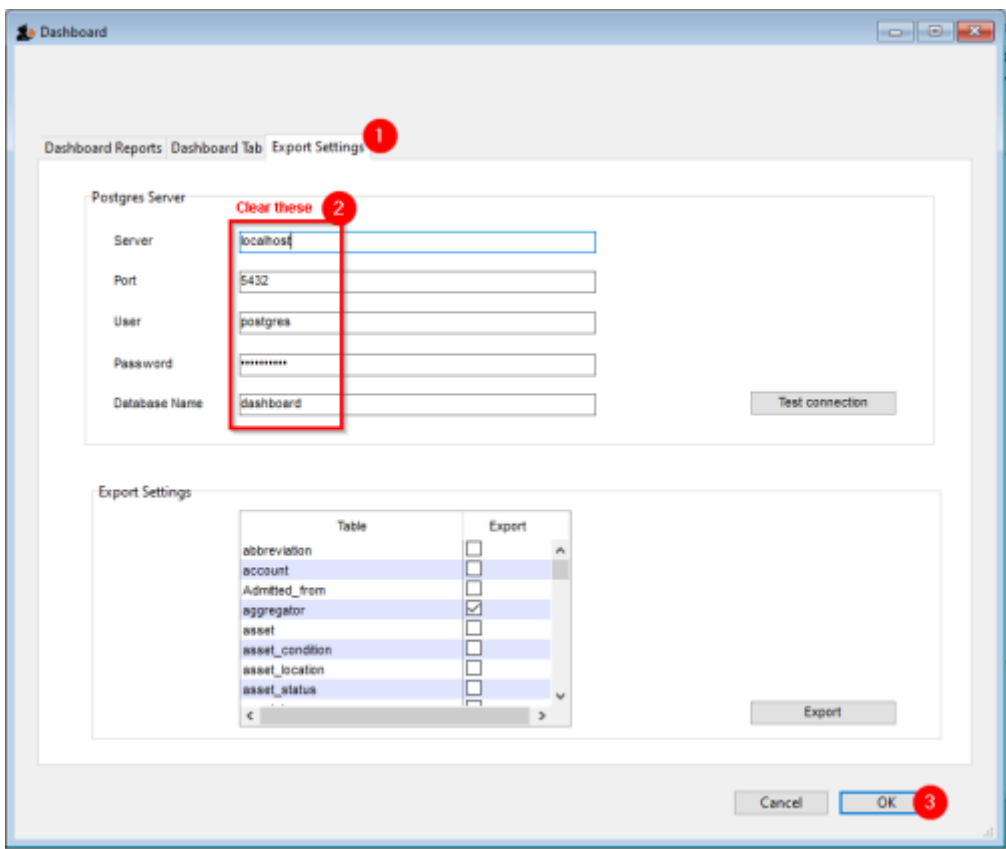 Dashboard
Dashboard Reports Dashboard Tab Export Settings 1
Postgres Server
Clear these 2
Server localhost
Port 5432
User postgres
Password •••••••••••
Database Name dashboard Test connection
Export Settings
Table Export
abbreviation
account
Admitted_from
aggregator
asset
asset_condition
asset_location
asset_status
Export
Cancel OK 3